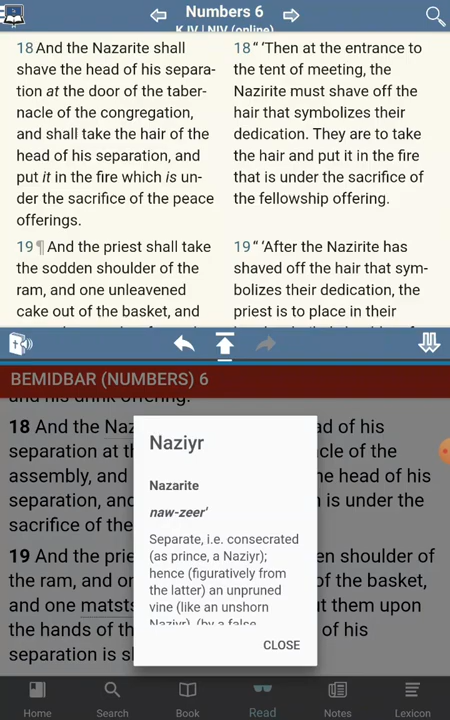 Numbers 6
KJV | NIV (online)
18 And the Nazarite shall
shave the head of his separa-
tion at the door of the taber-
nacle of the congregation,
and shall take the hair of the
head of his separation, and
put it in the fire which is un-
der the sacrifice of the peace
offerings.
19 ¶ And the priest shall take
the sodden shoulder of the
ram, and one unleavened
cake out of the basket, and
18 “ ‘Then at the entrance to
the tent of meeting, the
Nazirite must shave off the
hair that symbolizes their
dedication. They are to take
the hair and put it in the fire
that is under the sacrifice of
the fellowship offering.
19 “ ‘After the Nazirite has
shaved off the hair that sym-
bolizes their dedication, the
priest is to place in their
BEMIDBAR (NUMBERS) 6
and his drink offering.
18 And the Naz ad of his
separation at th cle of the
assembly, and he head of his
separation, and is under the
sacrifice of the
19 And the prie en shoulder of
the ram, and on of the basket,
and one matsts t them upon
the hands of th of his
separation is sh
Naziyr
Nazarite
naw-zeer'
Separate, i.e. consecrated
(as prince, a Naziyr);
hence (figuratively from
the latter) an unpruned
vine (like an unshorn
Naziyr). (by a false
CLOSE
Home Search Book Read Notes Lexicon